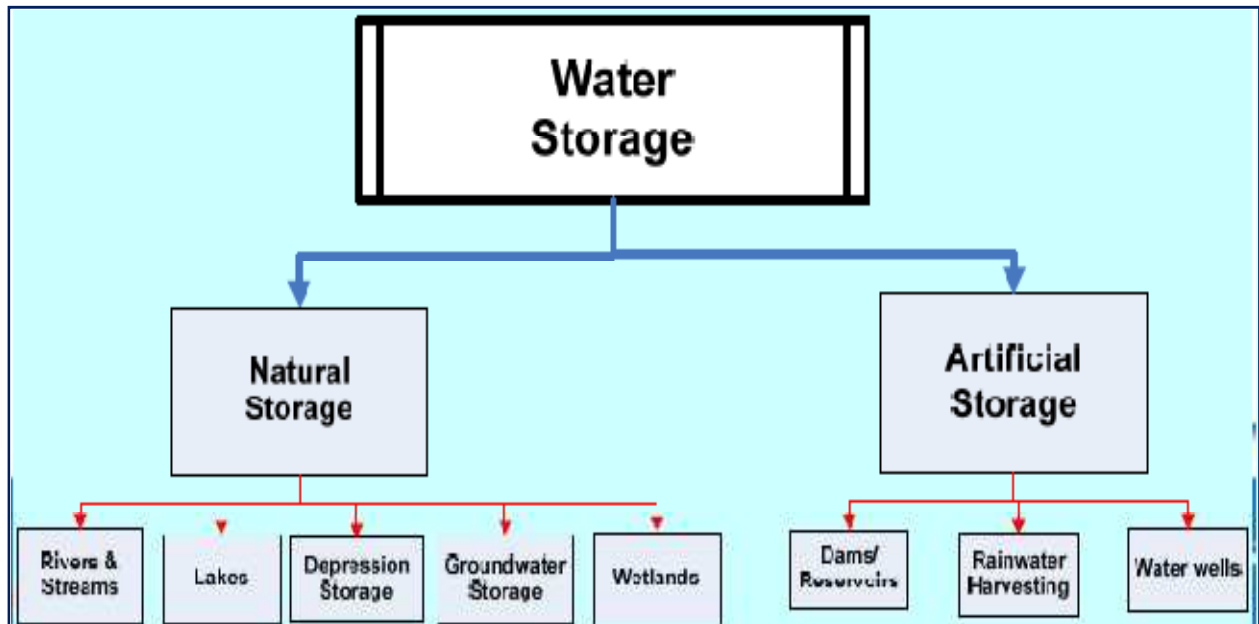 Water
Storage
Natural
Storage
Artificial
Storage
Rivers &
Streams
Lakes
Depression
Storage
Groundwater
Storage
Wetlands
Dams/
Reservoirs
Rainwater
Harvesting
Water wells